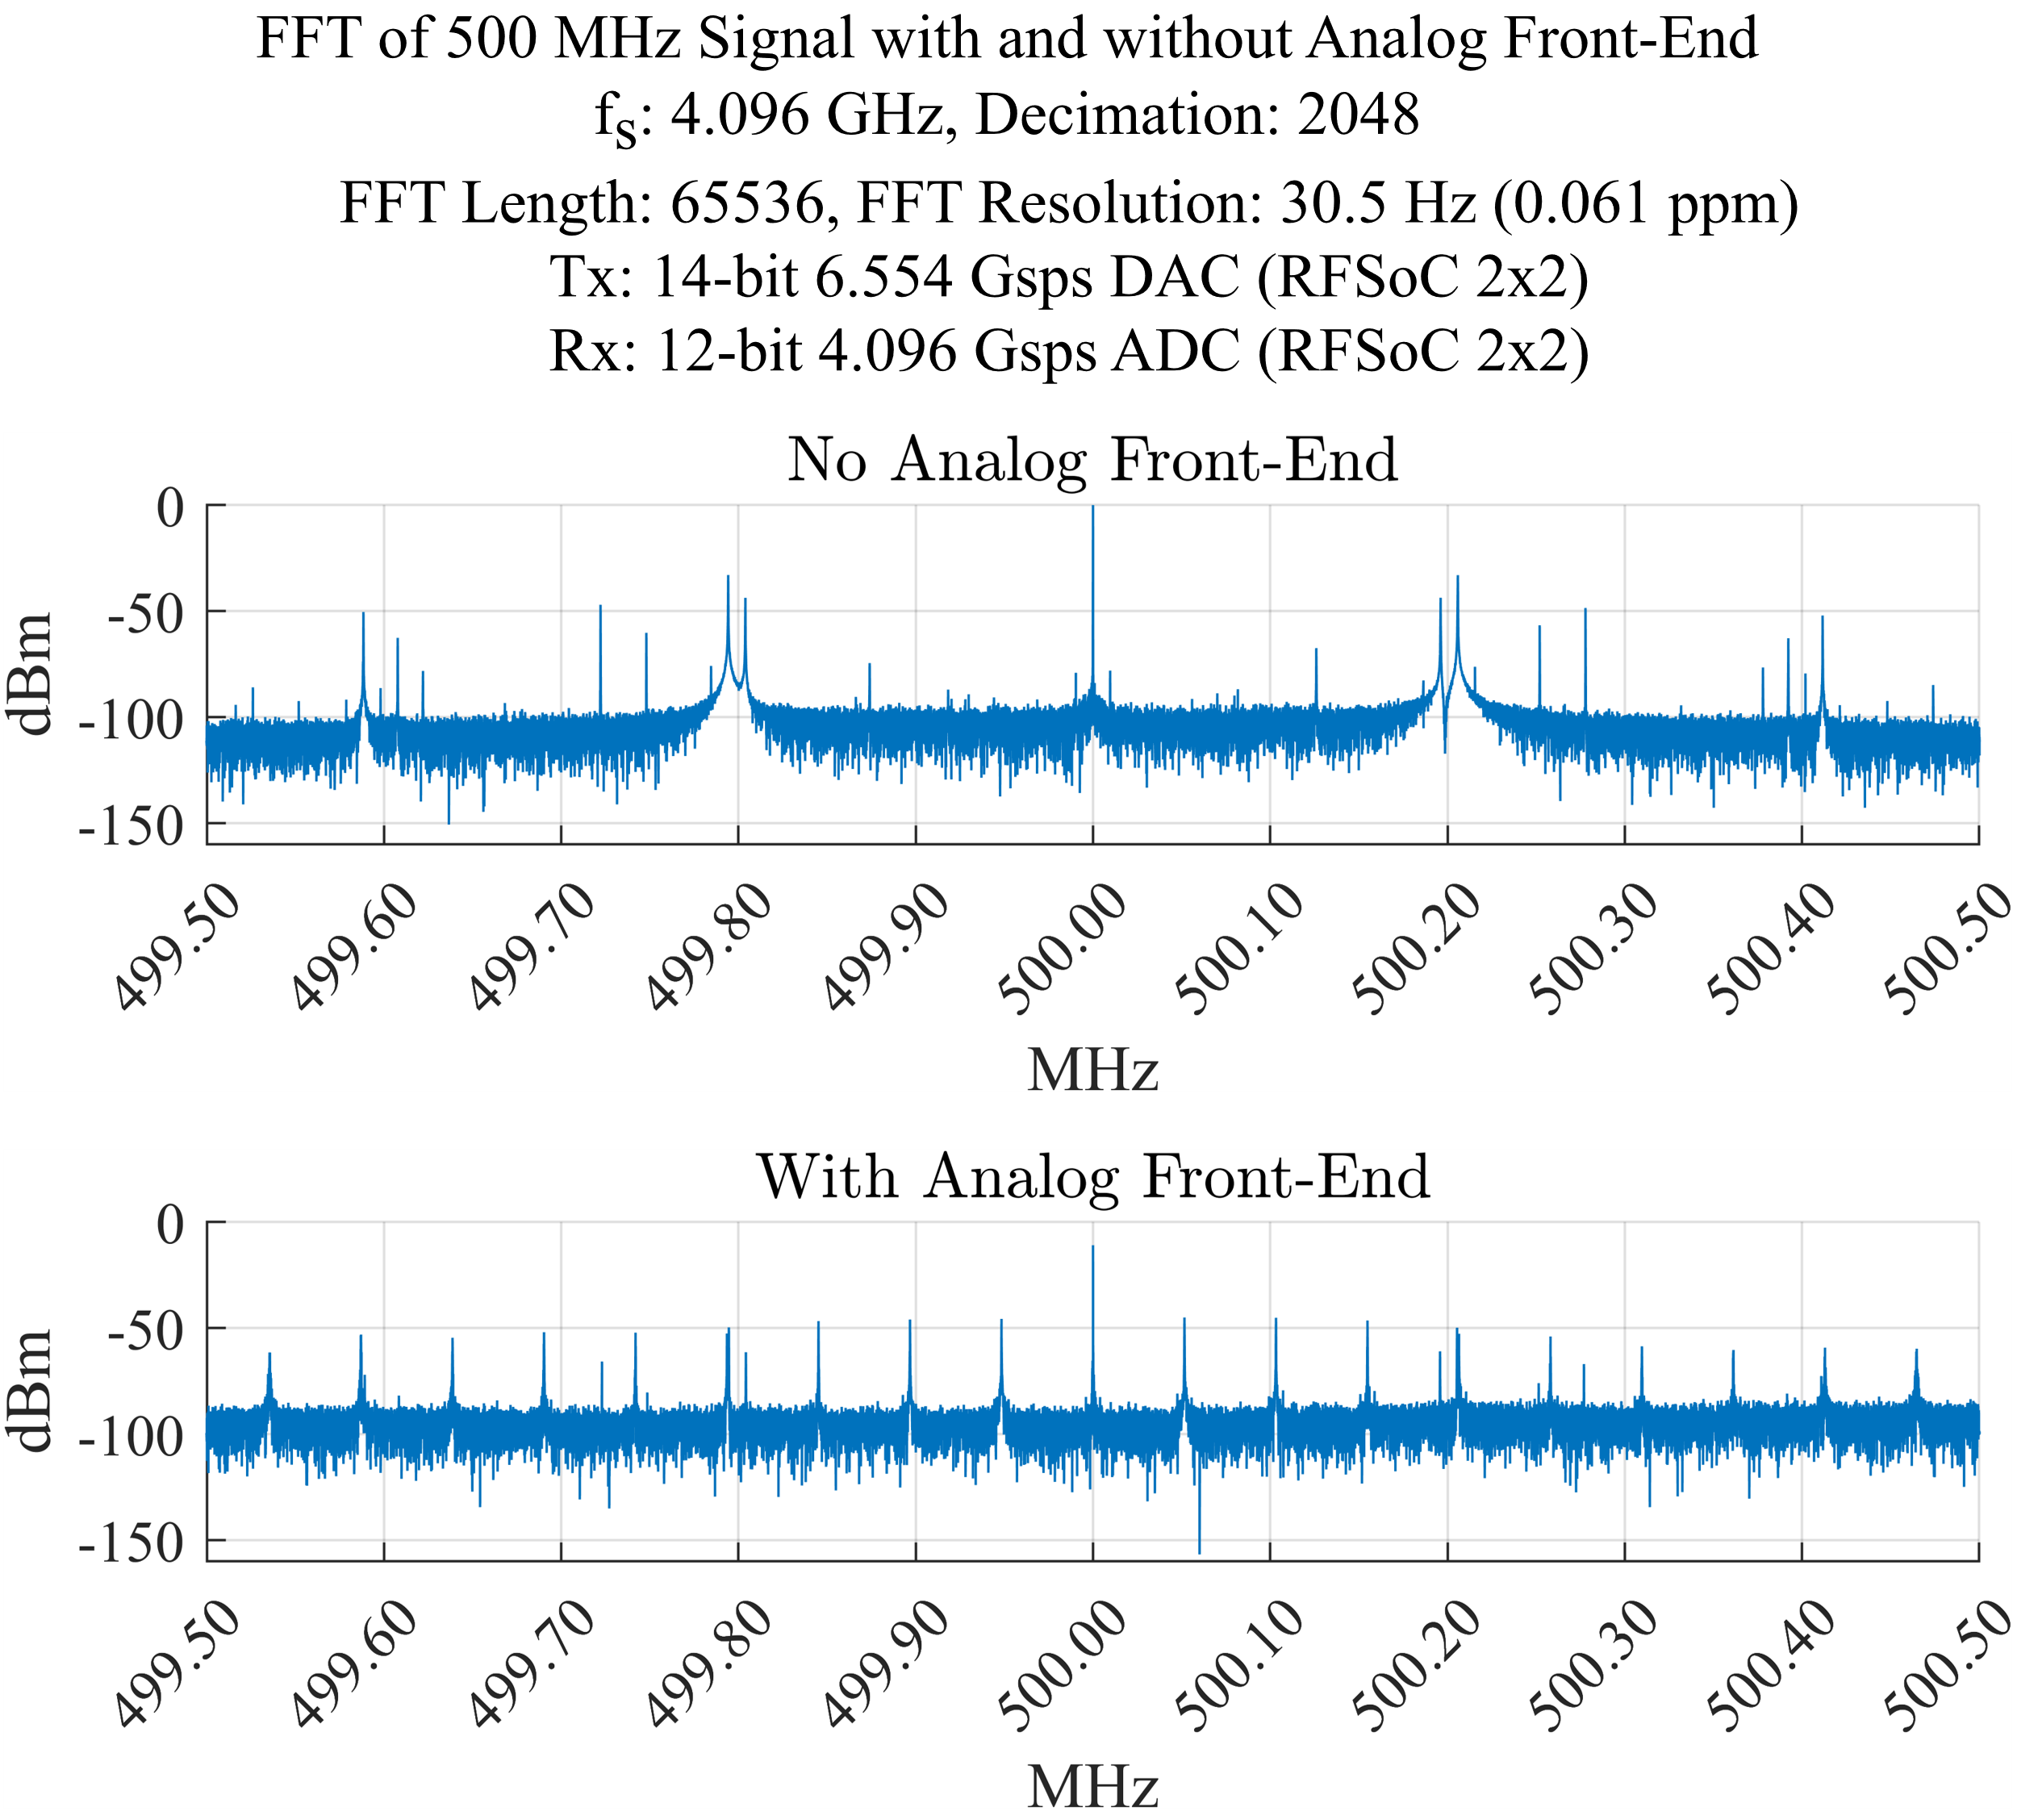 FFT of 500 MHz Signal with and without Analog Front-End
fs: 4.096 GHz, Decimation: 2048
FFT Length: 65536, FFT Resolution: 30.5 Hz (0.061 ppm)
Tx: 14-bit 6.554 Gsps DAC (RFSoC 2x2)
Rx: 12-bit 4.096 Gsps ADC (RFSoC 2x2)
No Analog Front-End
0
-50
-100
-150
dBm
499.50 499.60 499.70 499.80 499.90 500.00 500.10 500.20 500.30 500.40 500.50
MHz
With Analog Front-End
0
-50
-100
-150
dBm
499.50 499.60 499.70 499.80 499.90 500.00 500.10 500.20 500.30 500.40 500.50
MHz